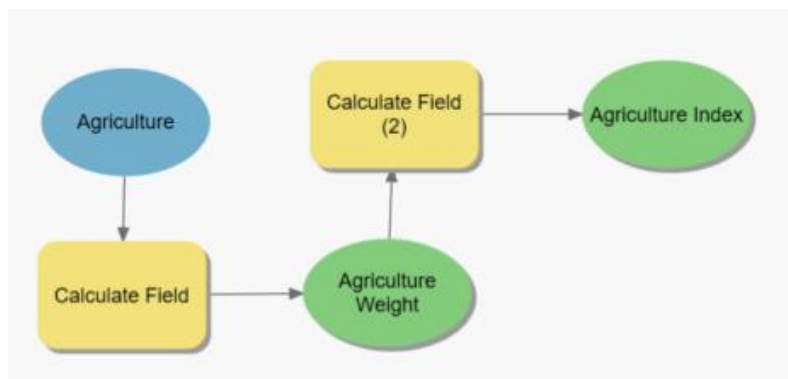 Agriculture
Calculate Field
Agriculture
Weight
Calculate Field
(2)
Agriculture Index